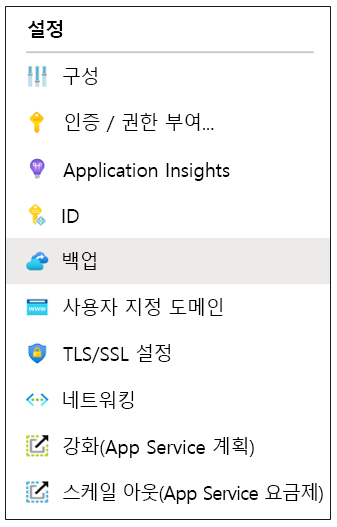 설정
구성
인증 / 권한 부여...
Application Insights
ID
백업
사용자 지정 도메인
www
TLS/SSL 설정
네트워킹
강화(App Service 계획)
스케일 아웃(App Service 요금제)